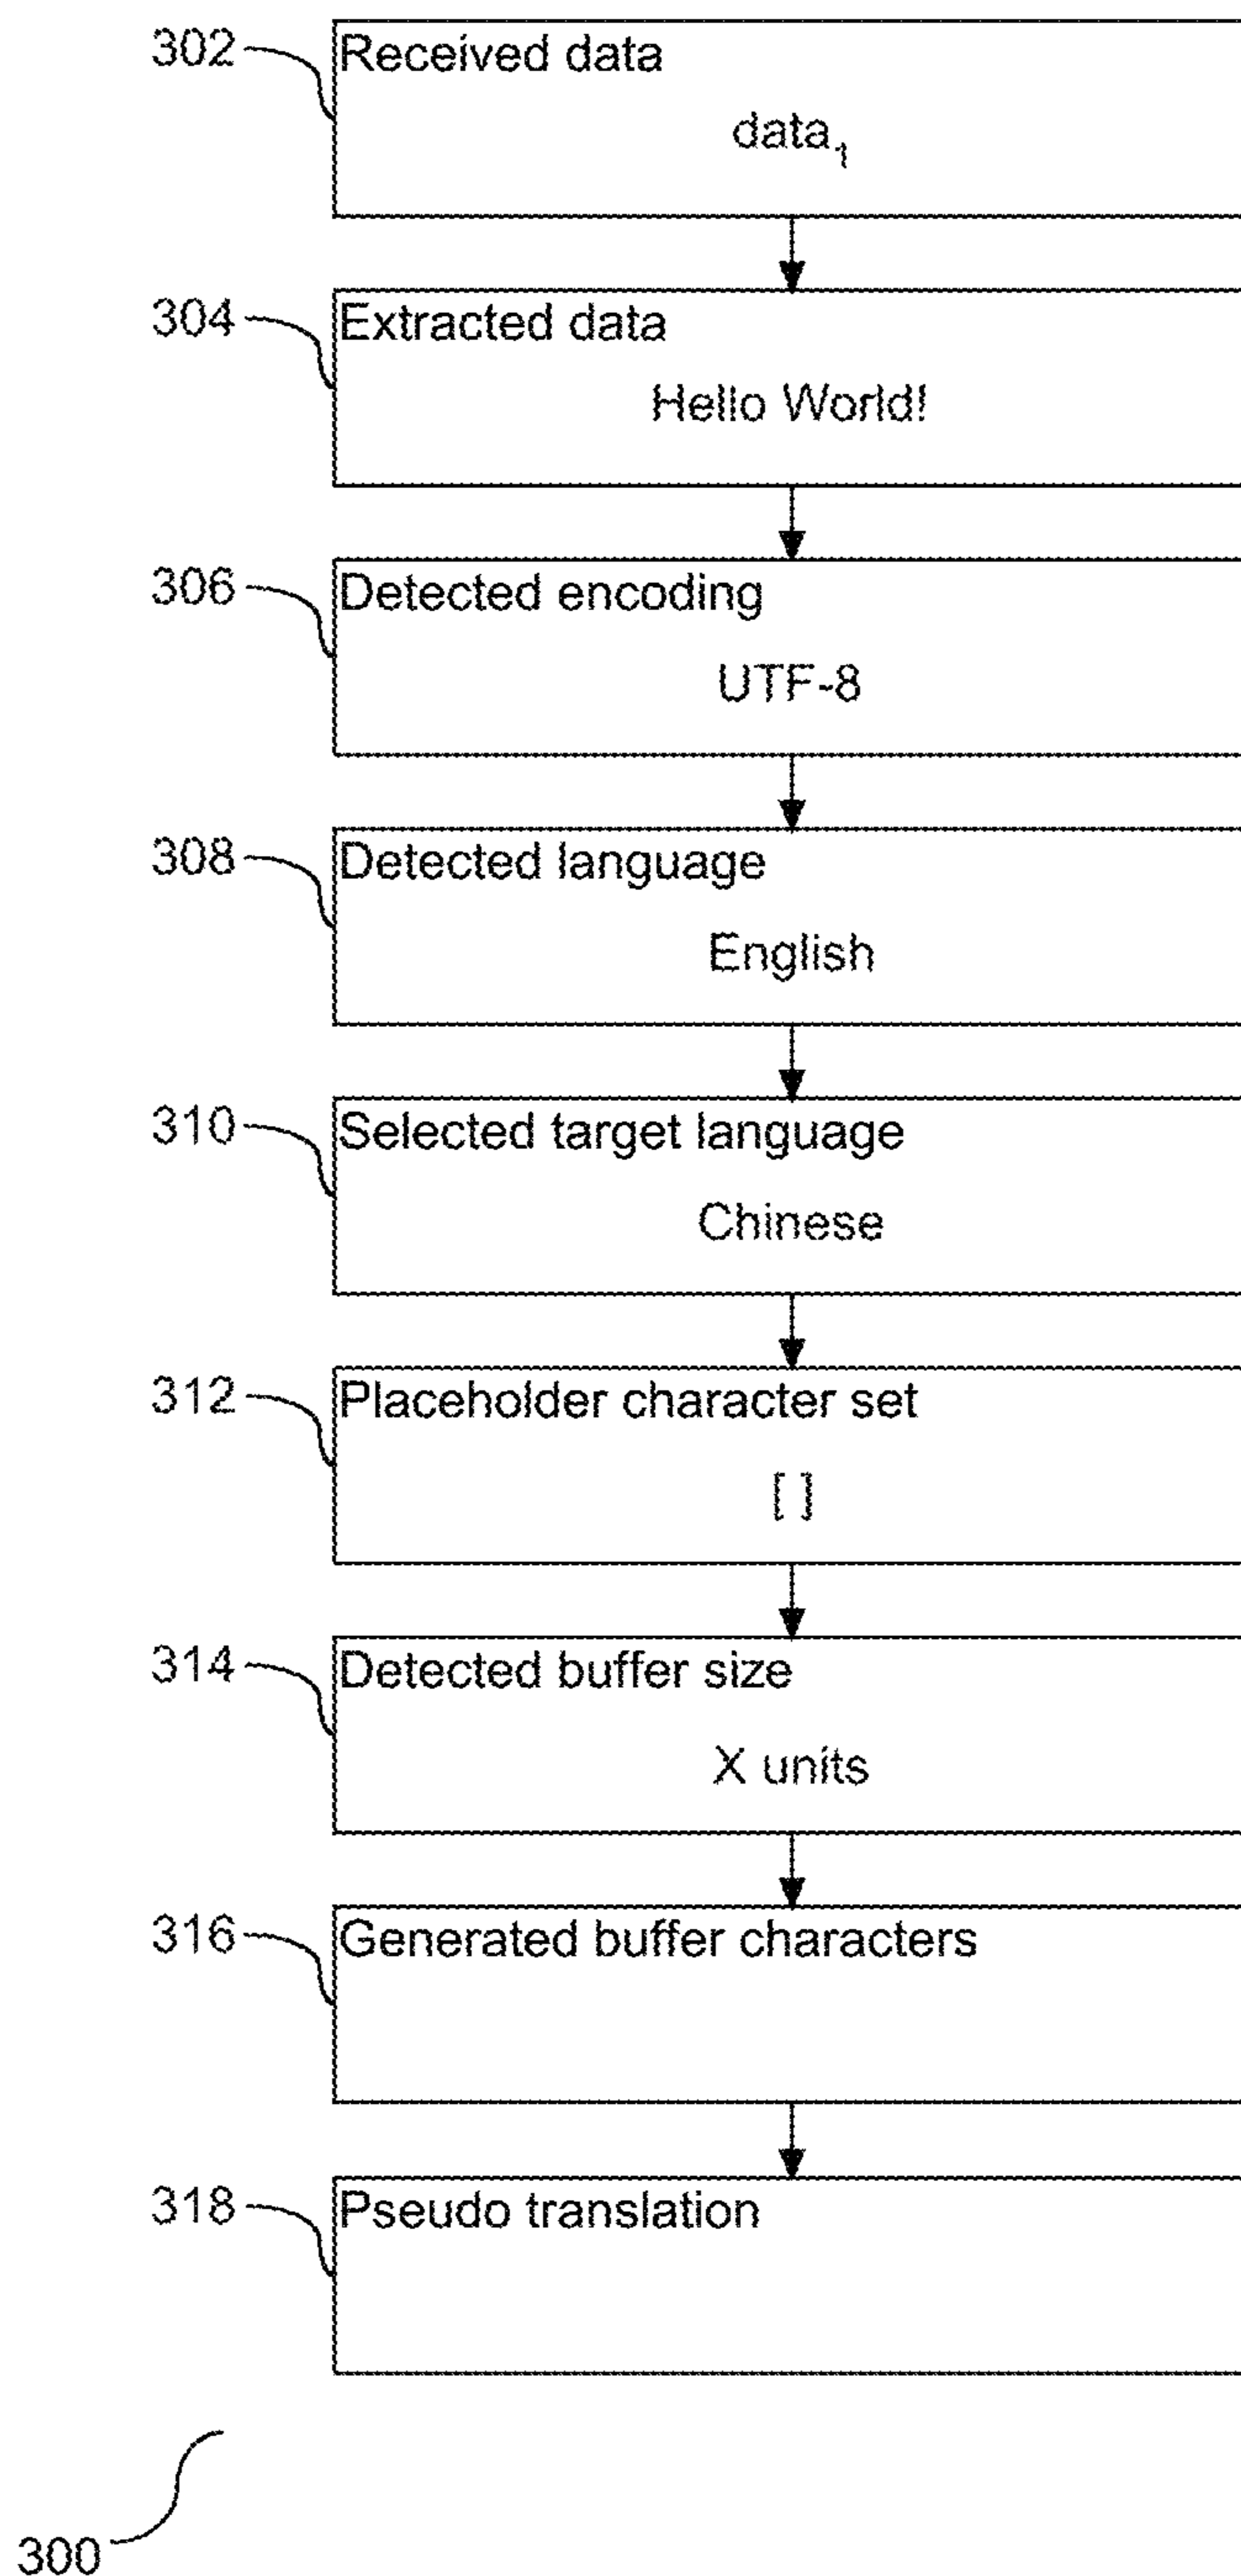 302
Received data
data₁
304
Extracted data
Hello World!
306
Detected encoding
UTF-8
308
Detected language
English
310
Selected target language
Chinese
312
Placeholder character set
[ ]
314
Detected buffer size
X units
316
Generated buffer characters
318
Pseudo translation
300